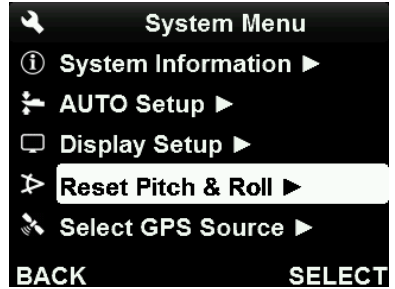 System Menu
System Information ►
AUTO Setup ►
Display Setup ►
Reset Pitch & Roll ►
Select GPS Source ►
BACK SELECT